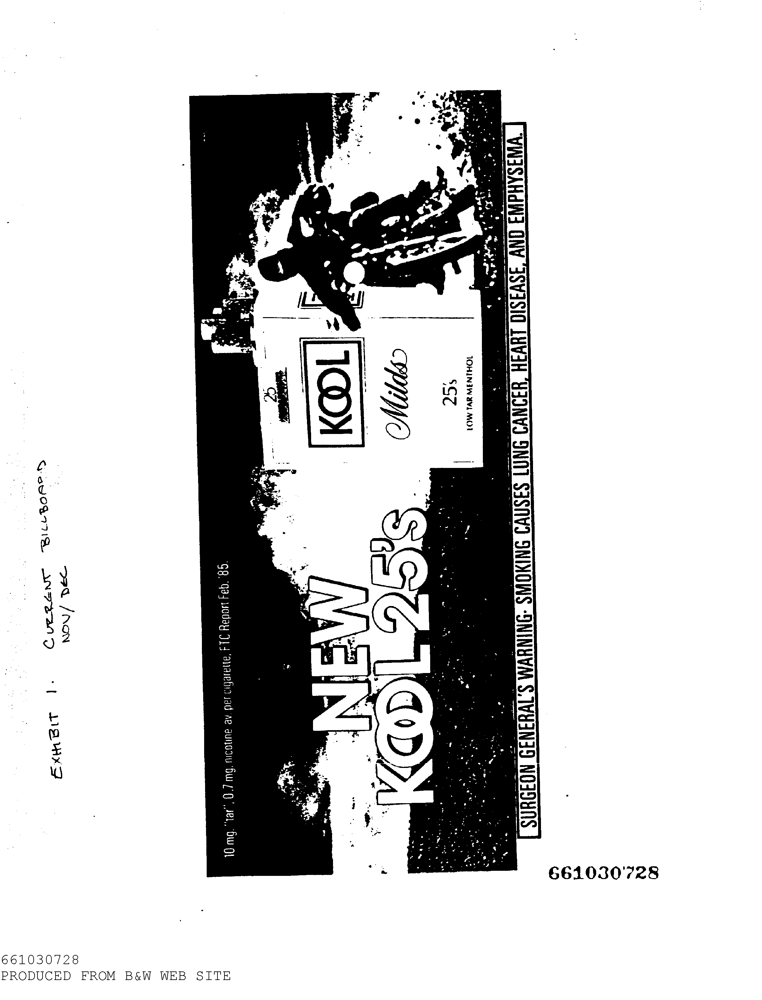 EXHIBIT 1. CURRENT BILLBOARD
NOV/DEC
10 mg. "tar", 0.7 mg. nicotine av per cigarette, FTC Report Feb. '85.
NEW
KOOL 25's
25
KOOL
Milds
25's
LOW TAR MENTHOL
SURGEON GENERAL'S WARNING: SMOKING CAUSES LUNG CANCER, HEART DISEASE, AND EMPHYSEMA.
661030728
661030728
PRODUCED FROM B&W WEB SITE